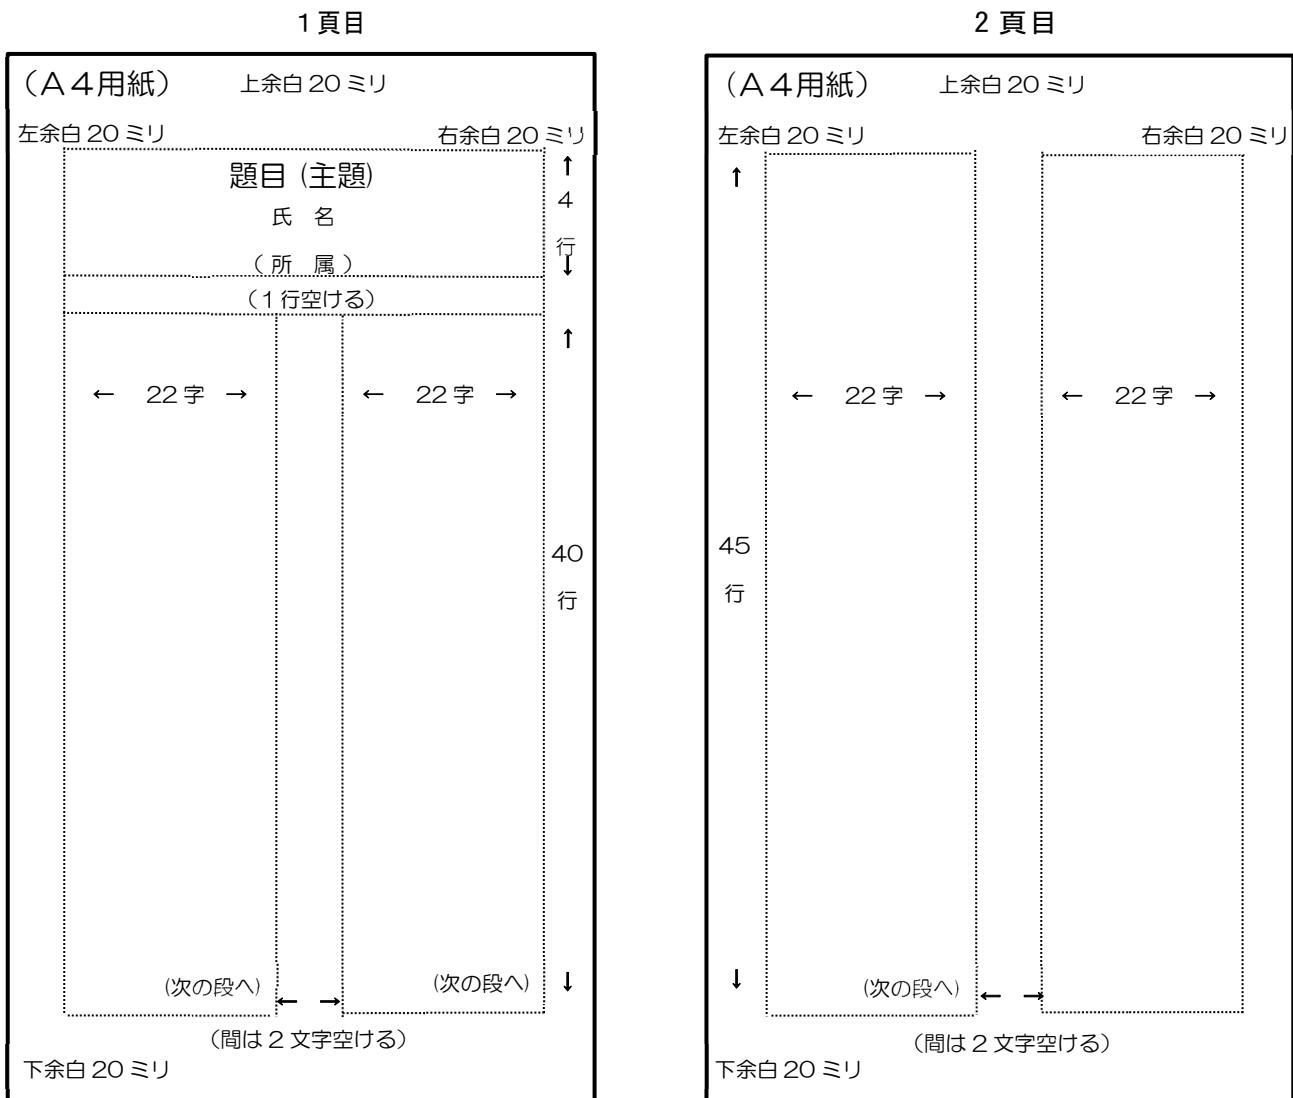 1頁目
(A4用紙) 上余白20ミリ
左余白20ミリ 右余白20ミリ
題目(主題)
氏 名
(所 属)
↑
4
行
↓
(1行空ける)
↑
← 22字 → ← 22字 →
40
行
(次の段へ) (次の段へ) ↓
← →
(間は2文字空ける)
下余白20ミリ
2頁目
(A4用紙) 上余白20ミリ
左余白20ミリ 右余白20ミリ
↑
← 22字 → ← 22字 →
45
行
↓
(次の段へ) ← →
(間は2文字空ける)
下余白20ミリ